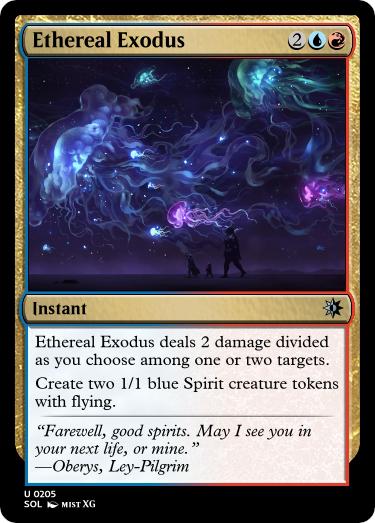 Ethereal Exodus 2
Instant
Ethereal Exodus deals 2 damage divided
as you choose among one or two targets.
Create two 1/1 blue Spirit creature tokens
with flying.
“Farewell, good spirits. May I see you in
your next life, or mine.”
—Oberys, Ley-Pilgrim
U 0205
SOL MIST XG